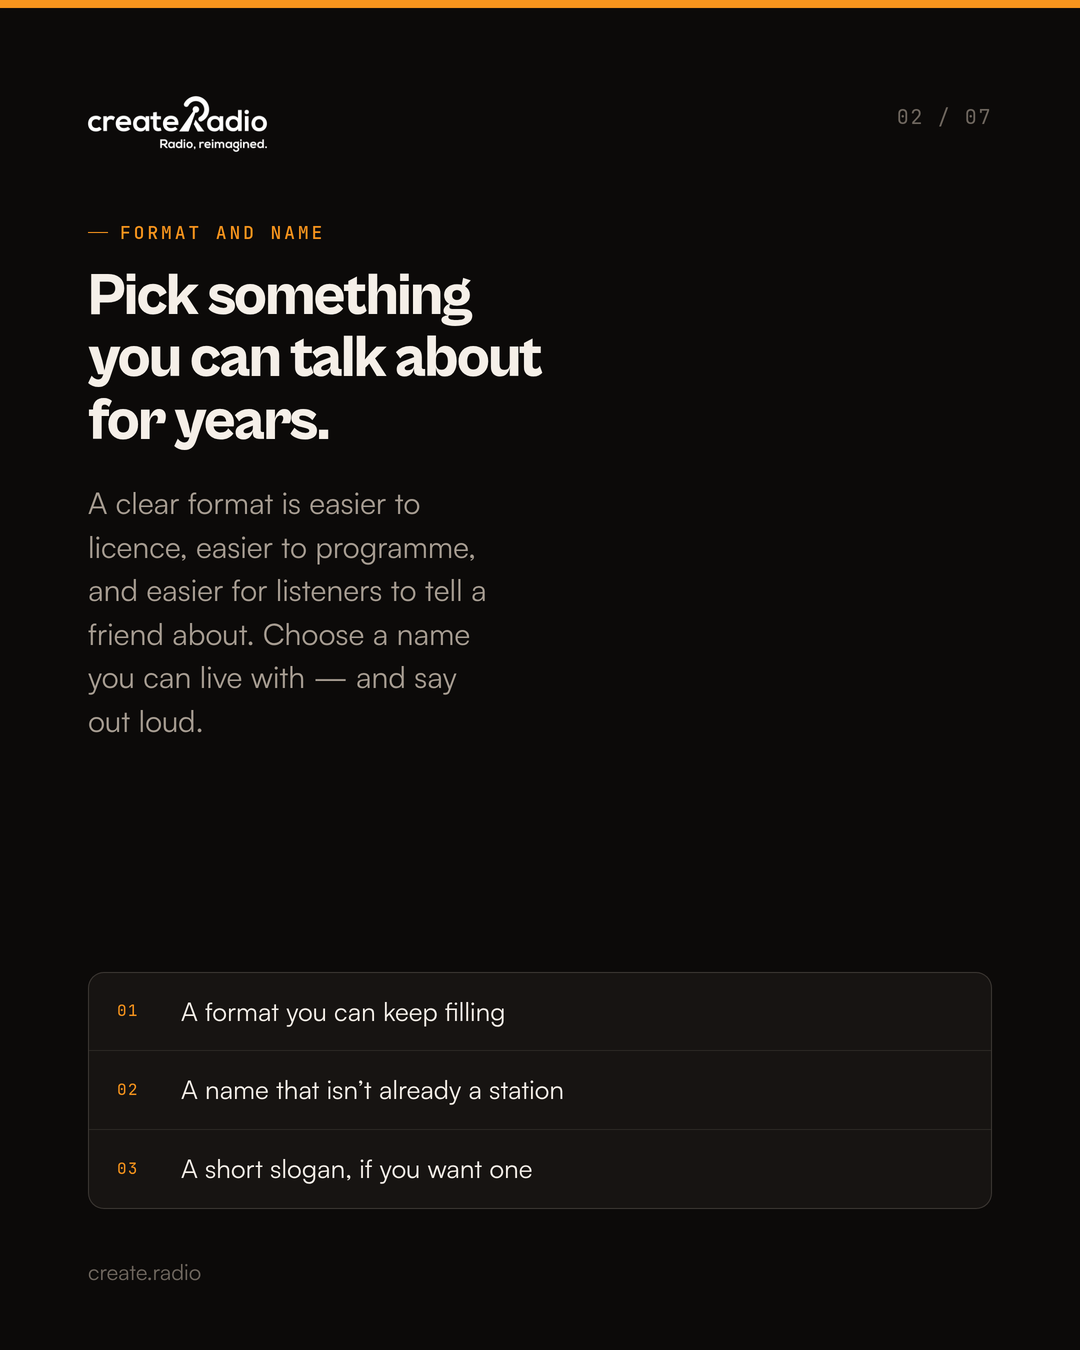 createRadio
Radio, reimagined.
02 / 07
— FORMAT AND NAME
Pick something
you can talk about
for years.
A clear format is easier to
licence, easier to programme,
and easier for listeners to tell a
friend about. Choose a name
you can live with — and say
out loud.
01 A format you can keep filling
02 A name that isn’t already a station
03 A short slogan, if you want one
create.radio